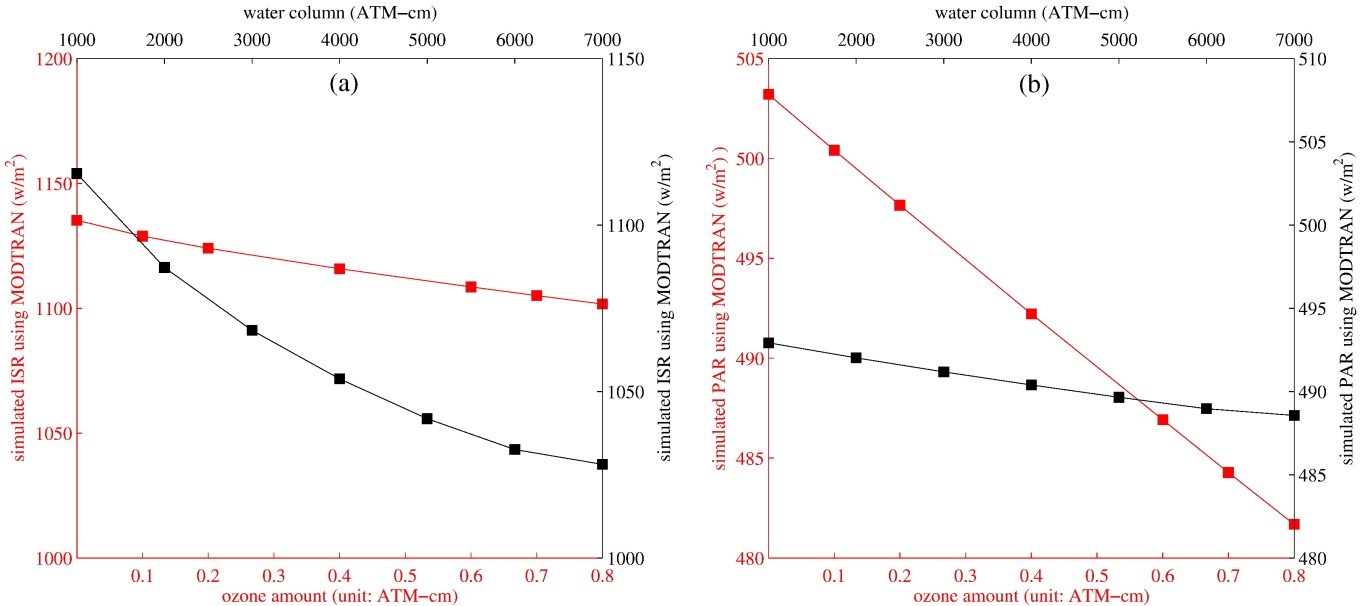 water column (ATM−cm)
1000 2000 3000 4000 5000 6000 7000
(a)
1200
1150
1100
1050
1000
simulated ISR using MODTRAN (w/m²)
1150
1100
1050
1000
simulated ISR using MODTRAN (w/m²)
0.1 0.2 0.3 0.4 0.5 0.6 0.7 0.8
ozone amount (unit: ATM−cm)
water column (ATM−cm)
1000 2000 3000 4000 5000 6000 7000
(b)
505
500
495
490
485
480
simulated PAR using MODTRAN (w/m²) )
510
505
500
495
490
485
480
simulated PAR using MODTRAN (w/m²)
0.1 0.2 0.3 0.4 0.5 0.6 0.7 0.8
ozone amount (unit: ATM−cm)